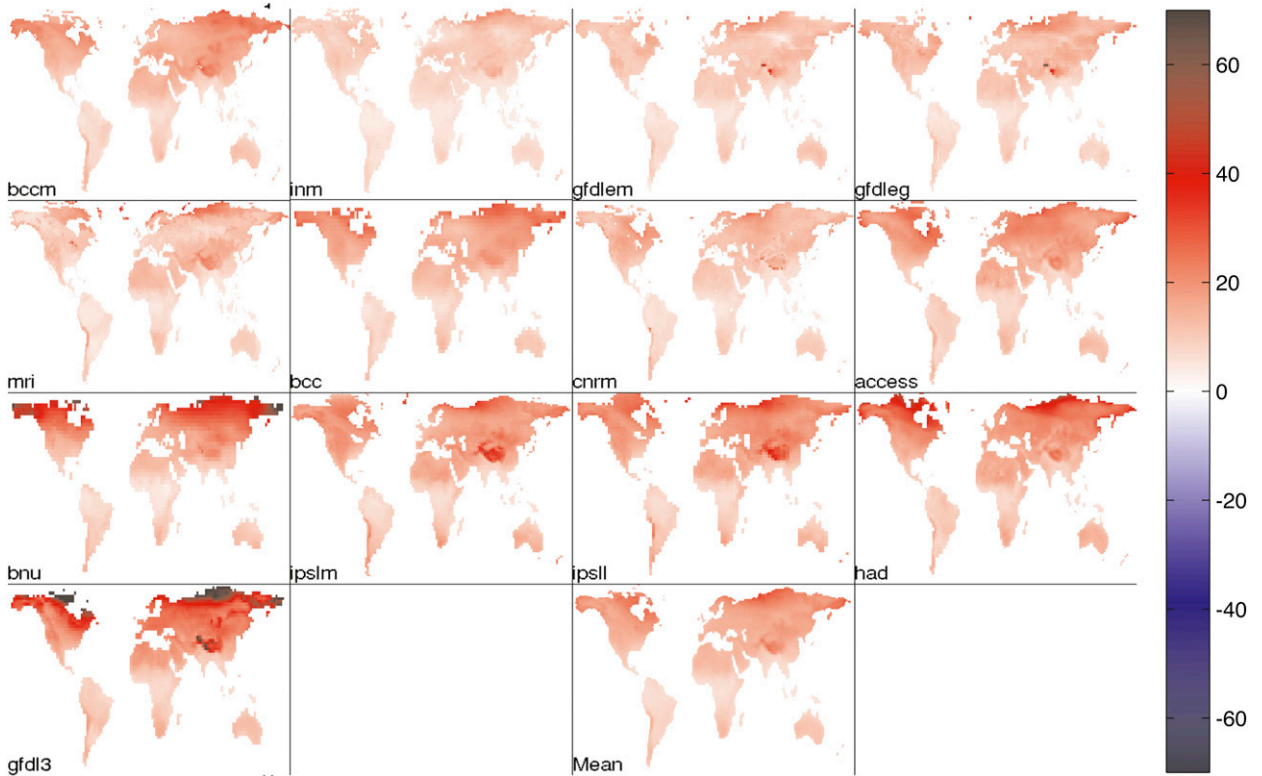 bccm
inm
gfdlem
gfdleg
mri
bcc
cnrm
access
bnu
ipslm
ipsll
had
gfdl3
Mean
60
40
20
0
-20
-40
-60